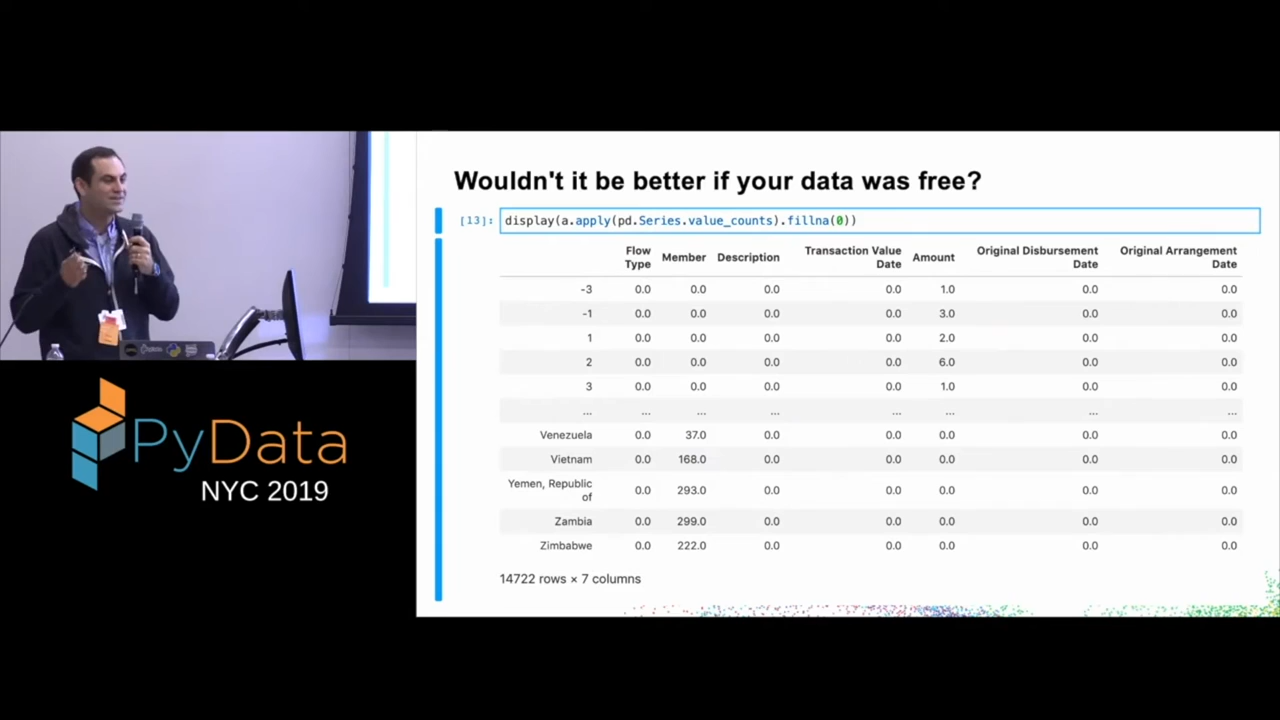 Wouldn't it be better if your data was free?
[13]: display(a.apply(pd.Series.value_counts).fillna(0))
Flow Type Member Description Transaction Value Date Amount Original Disbursement Date Original Arrangement Date
-3 0.0 0.0 0.0 0.0 1.0 0.0 0.0
-1 0.0 0.0 0.0 0.0 3.0 0.0 0.0
1 0.0 0.0 0.0 0.0 2.0 0.0 0.0
2 0.0 0.0 0.0 0.0 6.0 0.0 0.0
3 0.0 0.0 0.0 0.0 1.0 0.0 0.0
... ... ... ... ... ... ... ...
Venezuela 0.0 37.0 0.0 0.0 0.0 0.0 0.0
Vietnam 0.0 168.0 0.0 0.0 0.0 0.0 0.0
Yemen, Republic of 0.0 293.0 0.0 0.0 0.0 0.0 0.0
Zambia 0.0 299.0 0.0 0.0 0.0 0.0 0.0
Zimbabwe 0.0 222.0 0.0 0.0 0.0 0.0 0.0
14722 rows × 7 columns
PyData
NYC 2019